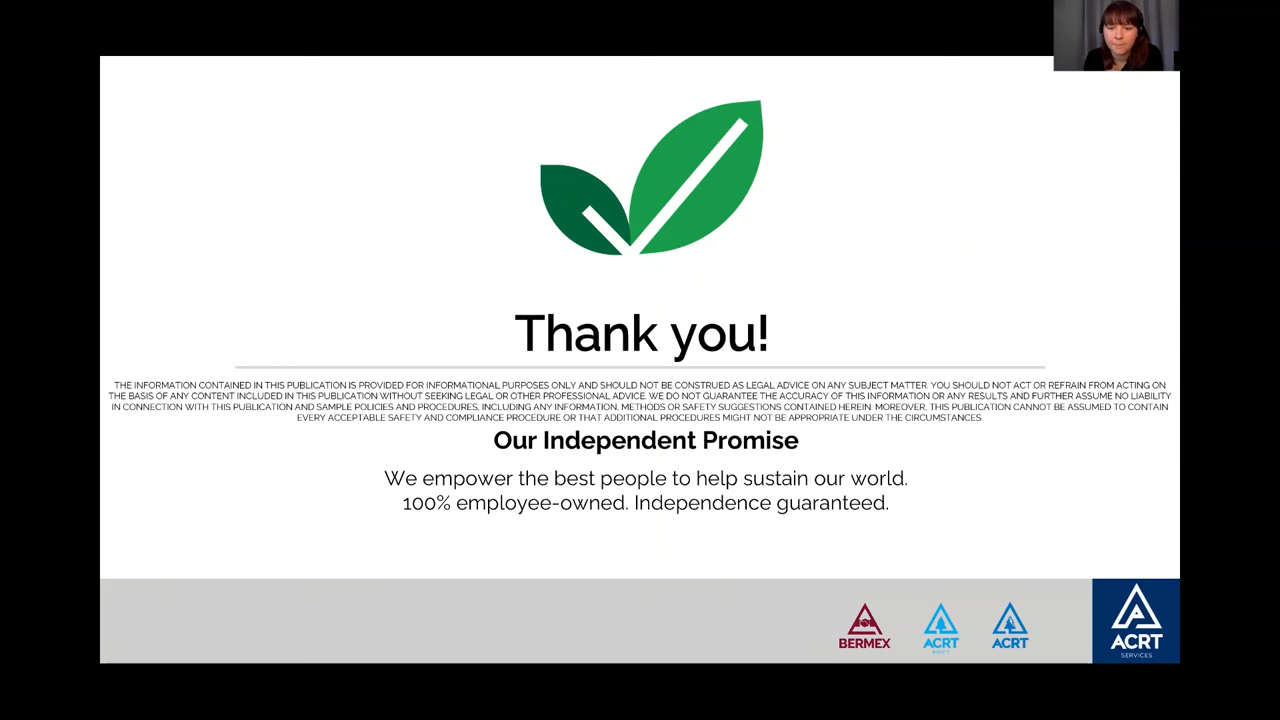 Thank you!
THE INFORMATION CONTAINED IN THIS PUBLICATION IS PROVIDED FOR INFORMATIONAL PURPOSES ONLY AND SHOULD NOT BE CONSTRUED AS LEGAL ADVICE ON ANY SUBJECT MATTER. YOU SHOULD NOT ACT OR REFRAIN FROM ACTING ON
THE BASIS OF ANY CONTENT INCLUDED IN THIS PUBLICATION WITHOUT SEEKING LEGAL OR OTHER PROFESSIONAL ADVICE. WE DO NOT GUARANTEE THE ACCURACY OF THIS INFORMATION OR ANY RESULTS AND FURTHER ASSUME NO LIABILITY
IN CONNECTION WITH THIS PUBLICATION AND SAMPLE POLICIES AND PROCEDURES, INCLUDING ANY INFORMATION, METHODS OR SAFETY SUGGESTIONS CONTAINED HEREIN. MOREOVER, THIS PUBLICATION CANNOT BE ASSUMED TO CONTAIN
EVERY ACCEPTABLE SAFETY AND COMPLIANCE PROCEDURE OR THAT ADDITIONAL PROCEDURES MIGHT NOT BE APPROPRIATE UNDER THE CIRCUMSTANCES.
Our Independent Promise
We empower the best people to help sustain our world.
100% employee-owned. Independence guaranteed.
BERMEX
ACRT
ACRT
ACRT
SERVICES